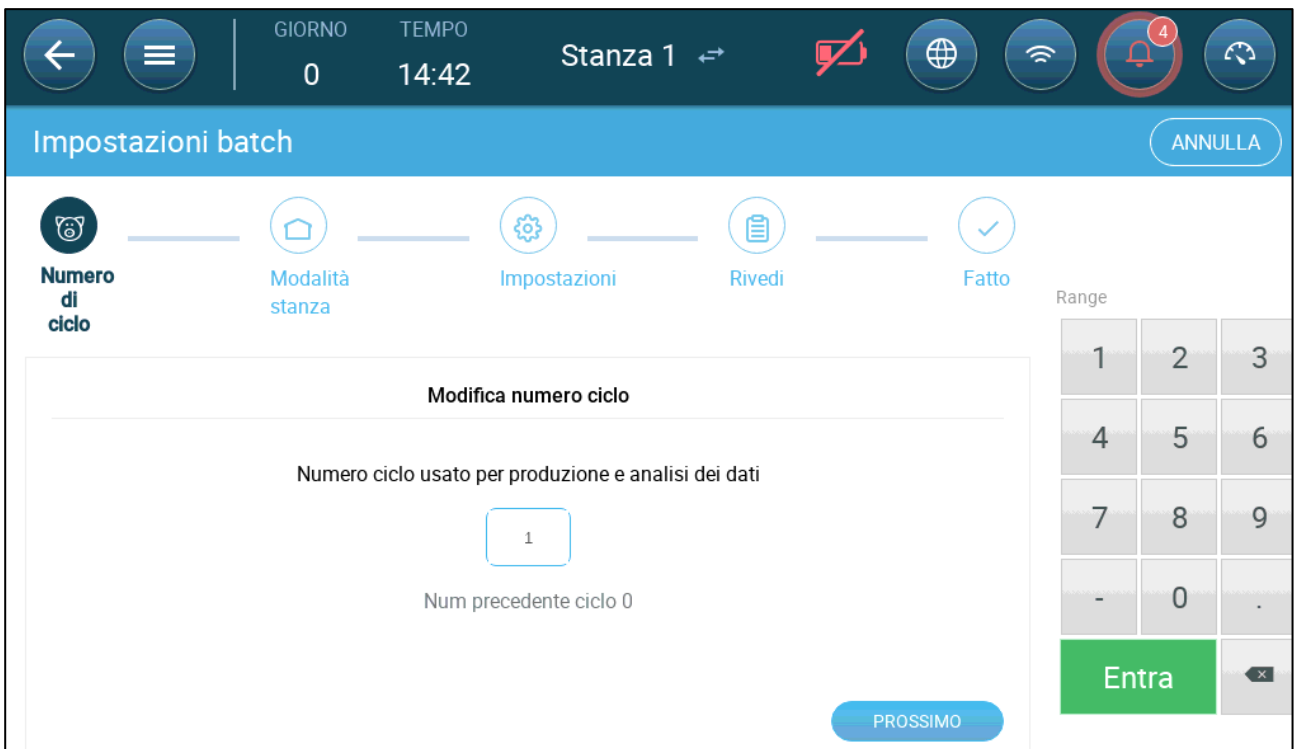 GIORNO
TEMPO
0
14:42
Stanza 1
4
Impostazioni batch
ANNULLA
Numero
di
ciclo
Modalità
stanza
Impostazioni
Rivedi
Fatto
Modifica numero ciclo
Numero ciclo usato per produzione e analisi dei dati
1
Num precedente ciclo 0
PROSSIMO
Range
1 2 3
4 5 6
7 8 9
- 0 .
Entra